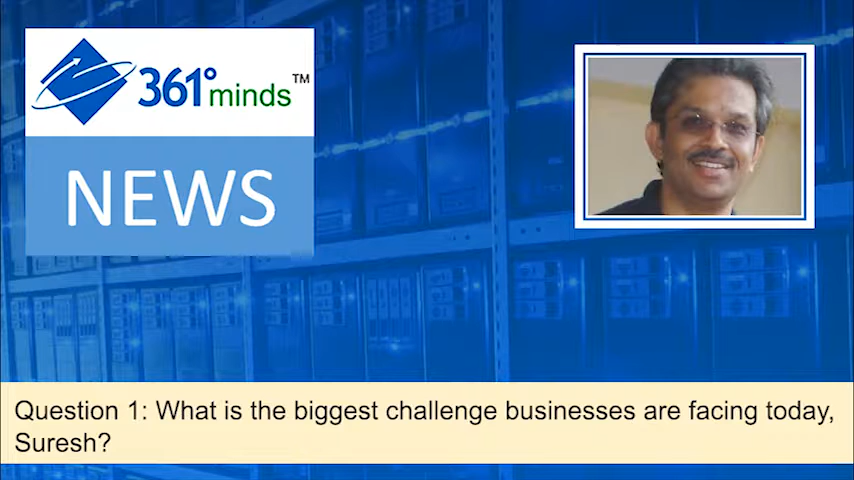 361° minds™
NEWS
Question 1: What is the biggest challenge businesses are facing today,
Suresh?